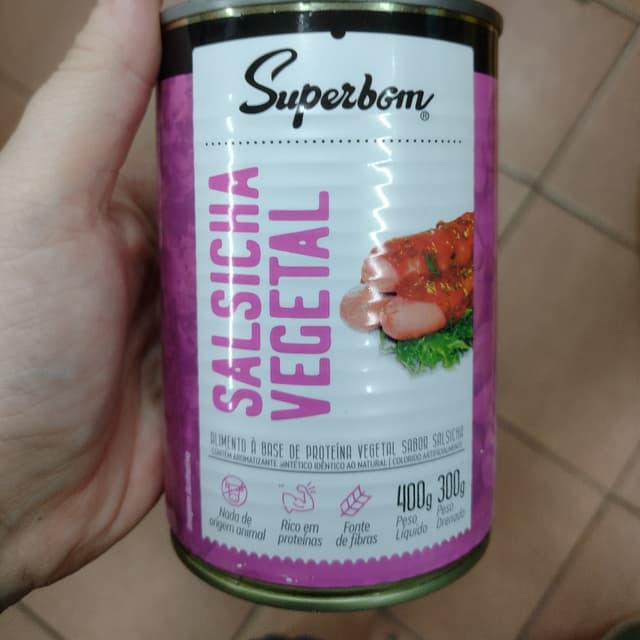 Superbom®
SALSICHA
VEGETAL
ALIMENTO À BASE DE PROTEÍNA VEGETAL SABOR SALSICHA
CONTÉM AROMATIZANTE SINTÉTICO IDÊNTICO AO NATURAL | COLORIDO ARTIFICIALMENTE
Nada de
origem animal
Rico em
proteínas
Fonte
de fibras
400g
Peso
Líquido
300g
Peso
Drenado